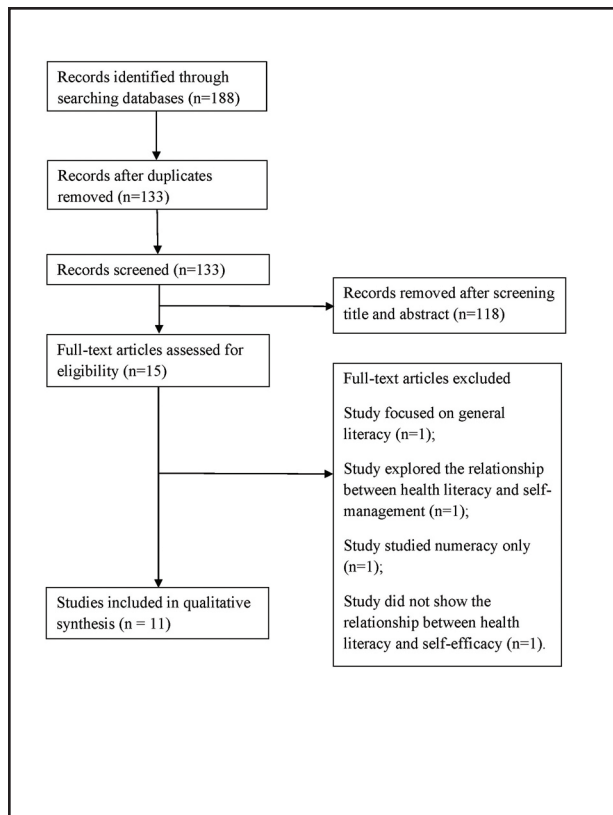 Records identified through
searching databases (n=188)
Records after duplicates
removed (n=133)
Records screened (n=133)
Records removed after screening
title and abstract (n=118)
Full-text articles assessed for
eligibility (n=15)
Full-text articles excluded
Study focused on general
literacy (n=1);
Study explored the relationship
between health literacy and self-
management (n=1);
Study studied numeracy only
(n=1);
Study did not show the
relationship between health
literacy and self-efficacy (n=1).
Studies included in qualitative
synthesis (n = 11)